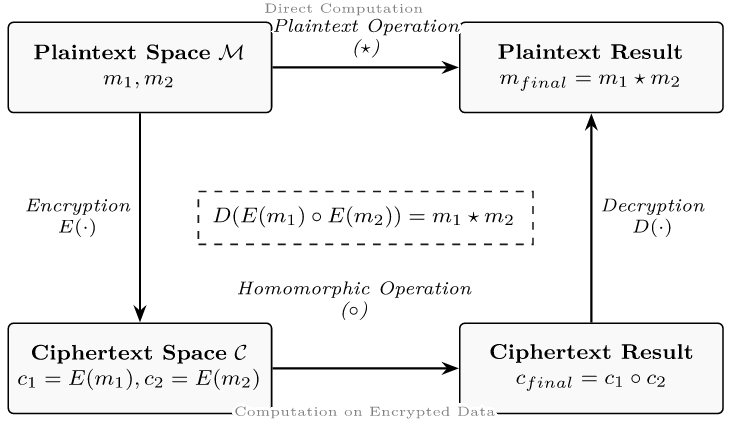 Direct Computation
Plaintext Operation
(⋆)
Plaintext Space ℳ
m₁, m₂
Plaintext Result
m_final = m₁ ⋆ m₂
Encryption
E(·)
D(E(m₁) ∘ E(m₂)) = m₁ ⋆ m₂
Decryption
D(·)
Homomorphic Operation
(∘)
Ciphertext Space 𝒞
c₁ = E(m₁), c₂ = E(m₂)
Ciphertext Result
c_final = c₁ ∘ c₂
Computation on Encrypted Data